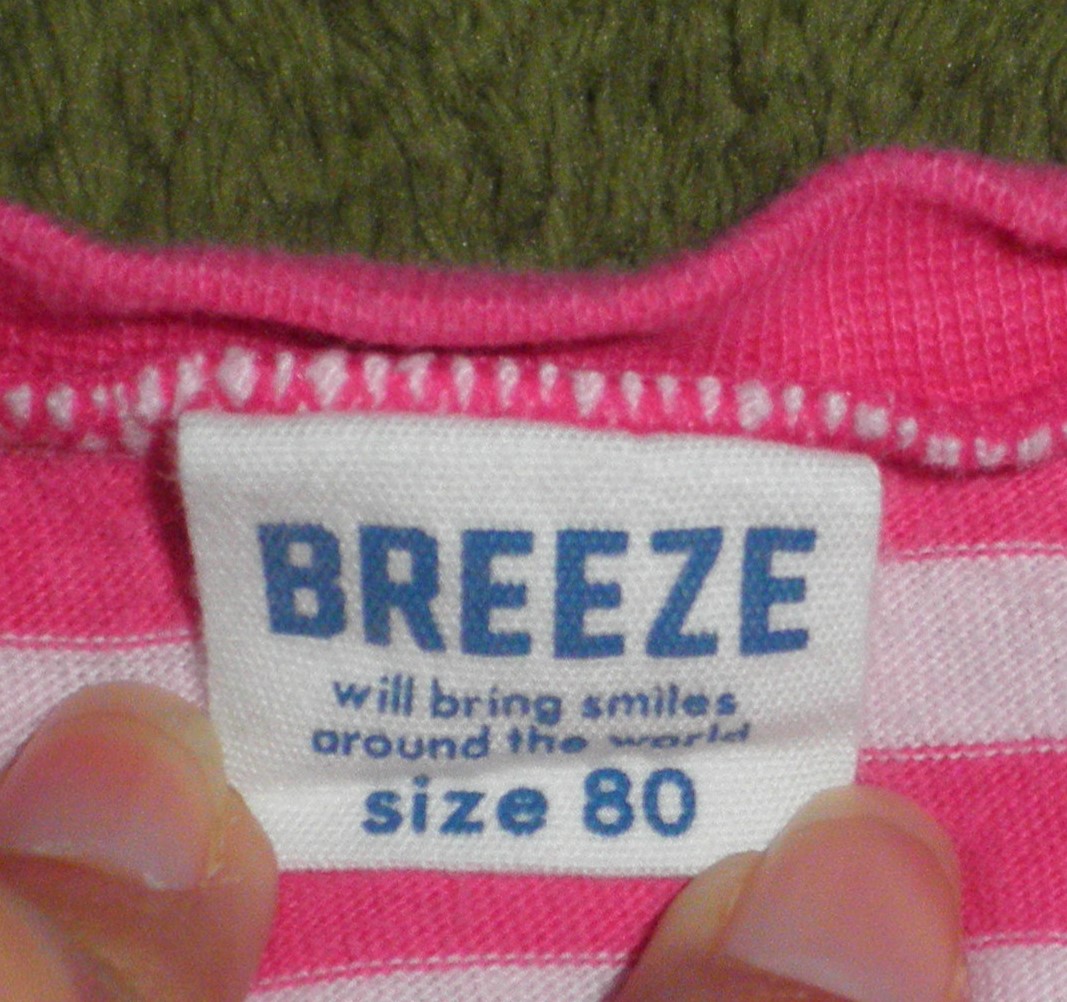 BREEZE
will bring smiles
around the world
size 80